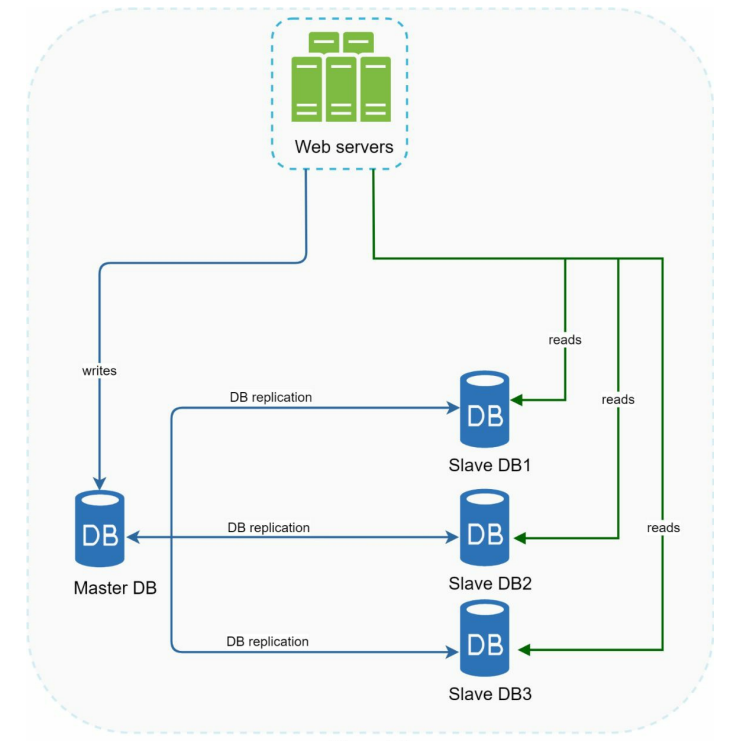 Web servers
writes
reads
reads
reads
DB replication
DB
Slave DB1
DB
Master DB
DB replication
DB
Slave DB2
DB replication
DB
Slave DB3